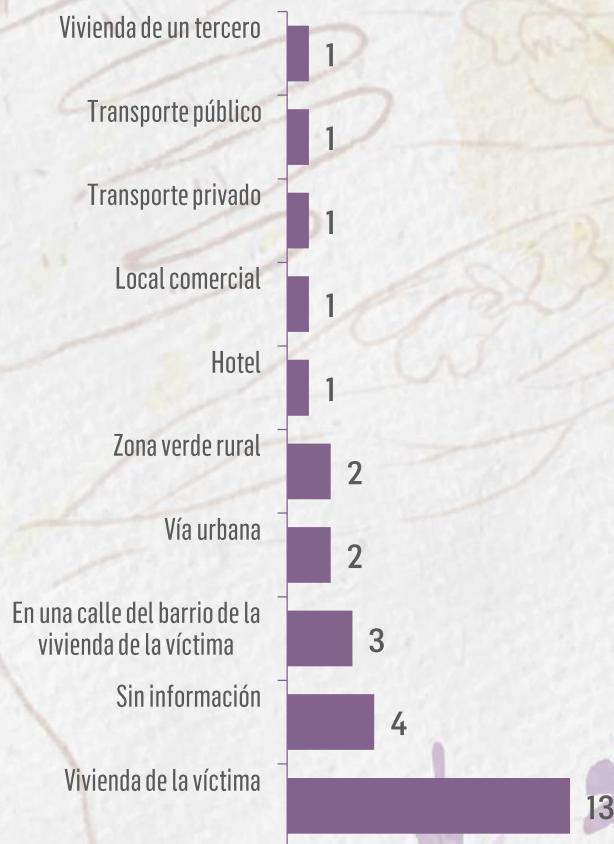 Vivienda de un tercero
1
Transporte público
1
Transporte privado
1
Local comercial
1
Hotel
1
Zona verde rural
2
Vía urbana
2
En una calle del barrio de la
vivienda de la víctima
3
Sin información
4
Vivienda de la víctima
13